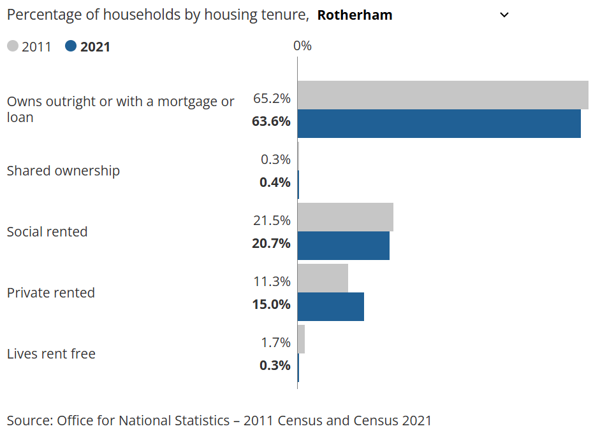 Percentage of households by housing tenure, Rotherham
2011 2021
0%
Owns outright or with a mortgage or
loan
65.2%
63.6%
Shared ownership
0.3%
0.4%
Social rented
21.5%
20.7%
Private rented
11.3%
15.0%
Lives rent free
1.7%
0.3%
Source: Office for National Statistics – 2011 Census and Census 2021